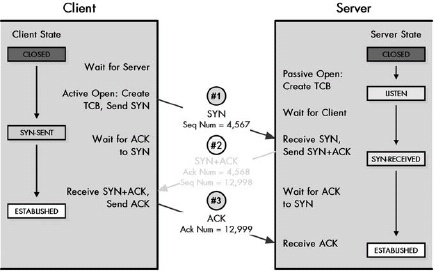 Client
Server
Client State
Server State
CLOSED
CLOSED
Wait for Server
Passive Open:
Create TCB
#1
Active Open: Create
TCB, Send SYN
LISTEN
SYN
Seq Num = 4,567
Wait for Client
SYN-SENT
Wait for ACK
to SYN
#2
Receive SYN,
Send SYN+ACK
SYN+ACK
Ack Num = 4,568
Seq Num = 12,998
SYN-RECEIVED
Receive SYN+ACK,
Send ACK
#3
Wait for ACK
to SYN
ESTABLISHED
ACK
Ack Num = 12,999
Receive ACK
ESTABLISHED